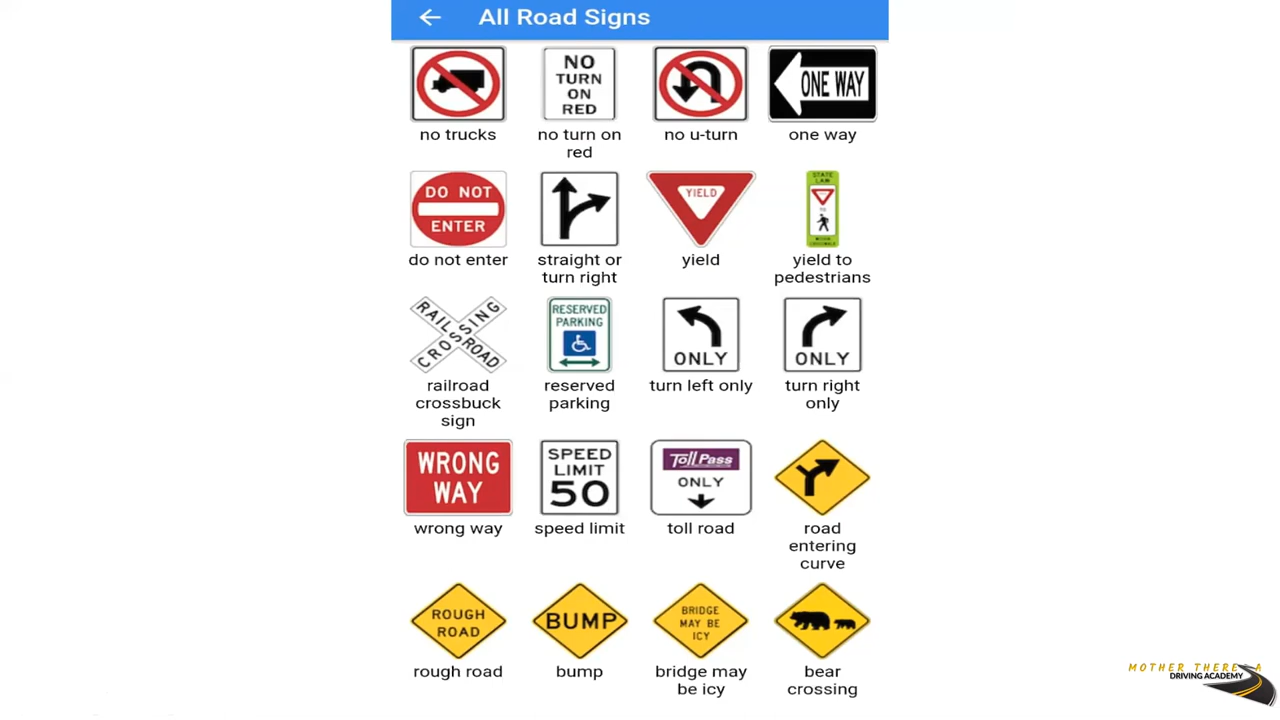 All Road Signs
NO
TURN
ON
RED
ONE WAY
no trucks
no turn on
red
no u-turn
one way
DO NOT
ENTER
YIELD
STATE
LAW
do not enter
straight or
turn right
yield
yield to
pedestrians
RAILROAD
CROSSING
RESERVED
PARKING
ONLY
ONLY
railroad
crossbuck
sign
reserved
parking
turn left only
turn right
only
WRONG
WAY
SPEED
LIMIT
50
Toll Pass
ONLY
wrong way
speed limit
toll road
road
entering
curve
ROUGH
ROAD
BUMP
BRIDGE
MAY BE
ICY
rough road
bump
bridge may
be icy
bear
crossing
MOTHER THERE A
DRIVING ACADEMY